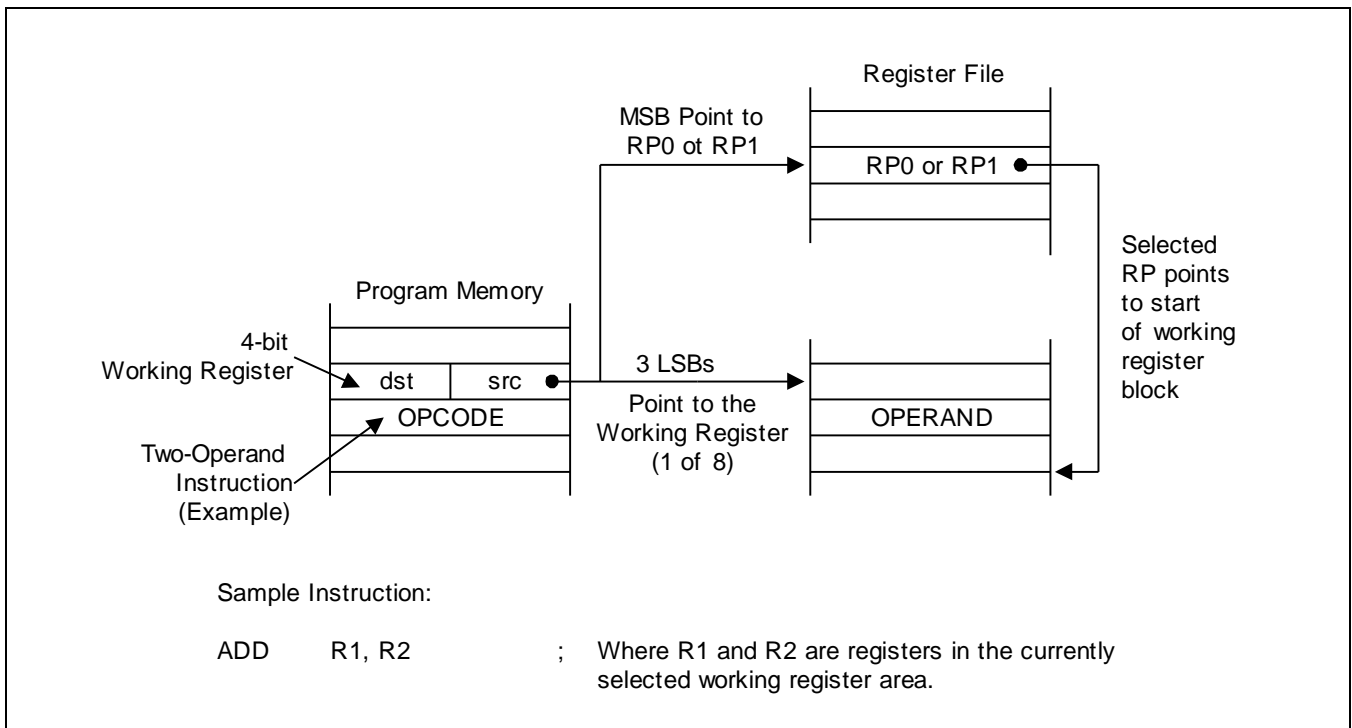 Register File
MSB Point to
RP0 ot RP1
RP0 or RP1
Selected
RP points
to start
of working
register
block
Program Memory
4-bit
Working Register
dst src
3 LSBs
OPCODE
Point to the
Working Register
(1 of 8)
OPERAND
Two-Operand
Instruction
(Example)
Sample Instruction:
ADD R1, R2 ; Where R1 and R2 are registers in the currently
selected working register area.